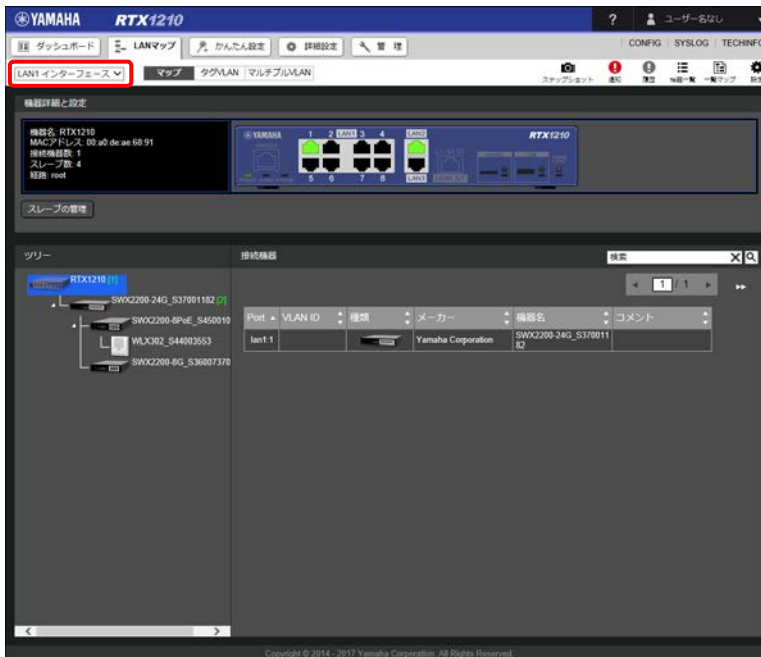 YAMAHA RTX1210 ? ユーザー名なし
ダッシュボード LANマップ かんたん設定 詳細設定 管理 CONFIG SYSLOG TECHINFO
LAN1 インターフェース マップ タグVLAN マルチプルVLAN スナップショット 通知 履歴 機器一覧 一覧マップ
機器詳細と設定
機器名: RTX1210
MACアドレス: 00:a0:de:ae:68:91
接続機器数: 1
スレーブ数: 4
経路: root
YAMAHA 1 2 LAN1 3 4 LAN2 RTX1210
5 6 7 8 LAN3
スレーブの管理
ツリー
RTX1210 [1]
SWX2200-24G_S37001182 [2]
SWX2200-8PoE_S450010
WLX302_S44003553
SWX2200-8G_S36007370
接続機器 検索 X
1 / 1
Port VLAN ID 種類 メーカー 機器名 コメント
lan1:1 Yamaha Corporation SWX2200-24G_S370011
82
Copyright © 2014 - 2017 Yamaha Corporation. All Rights Reserved.